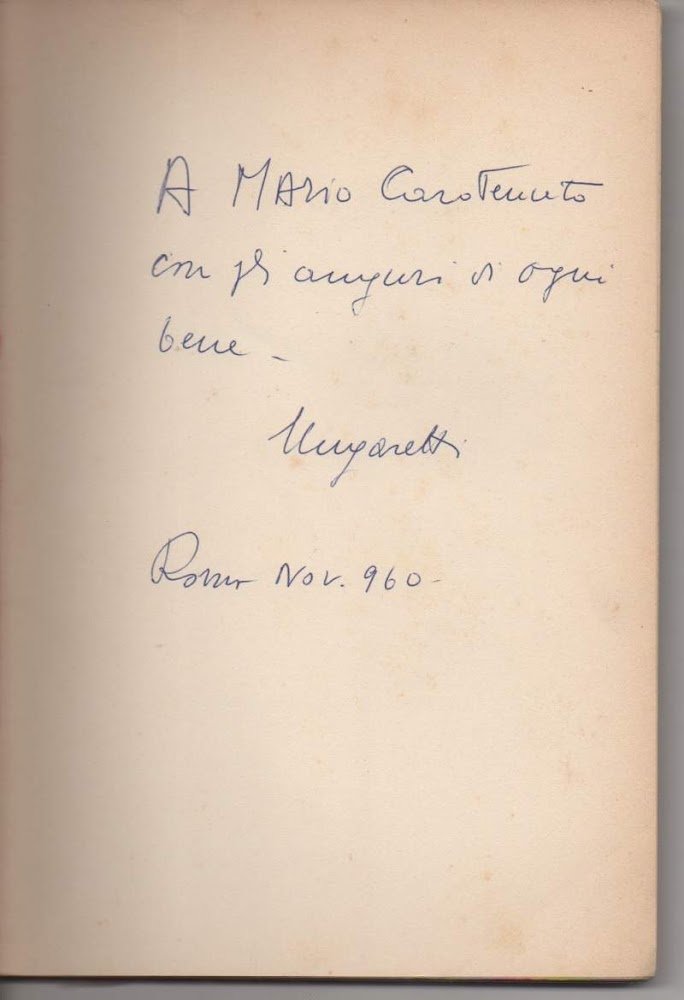 A Mario Carotenuto
con gli auguri di ogni
bene -
Ungaretti
Roma Nov. 960-